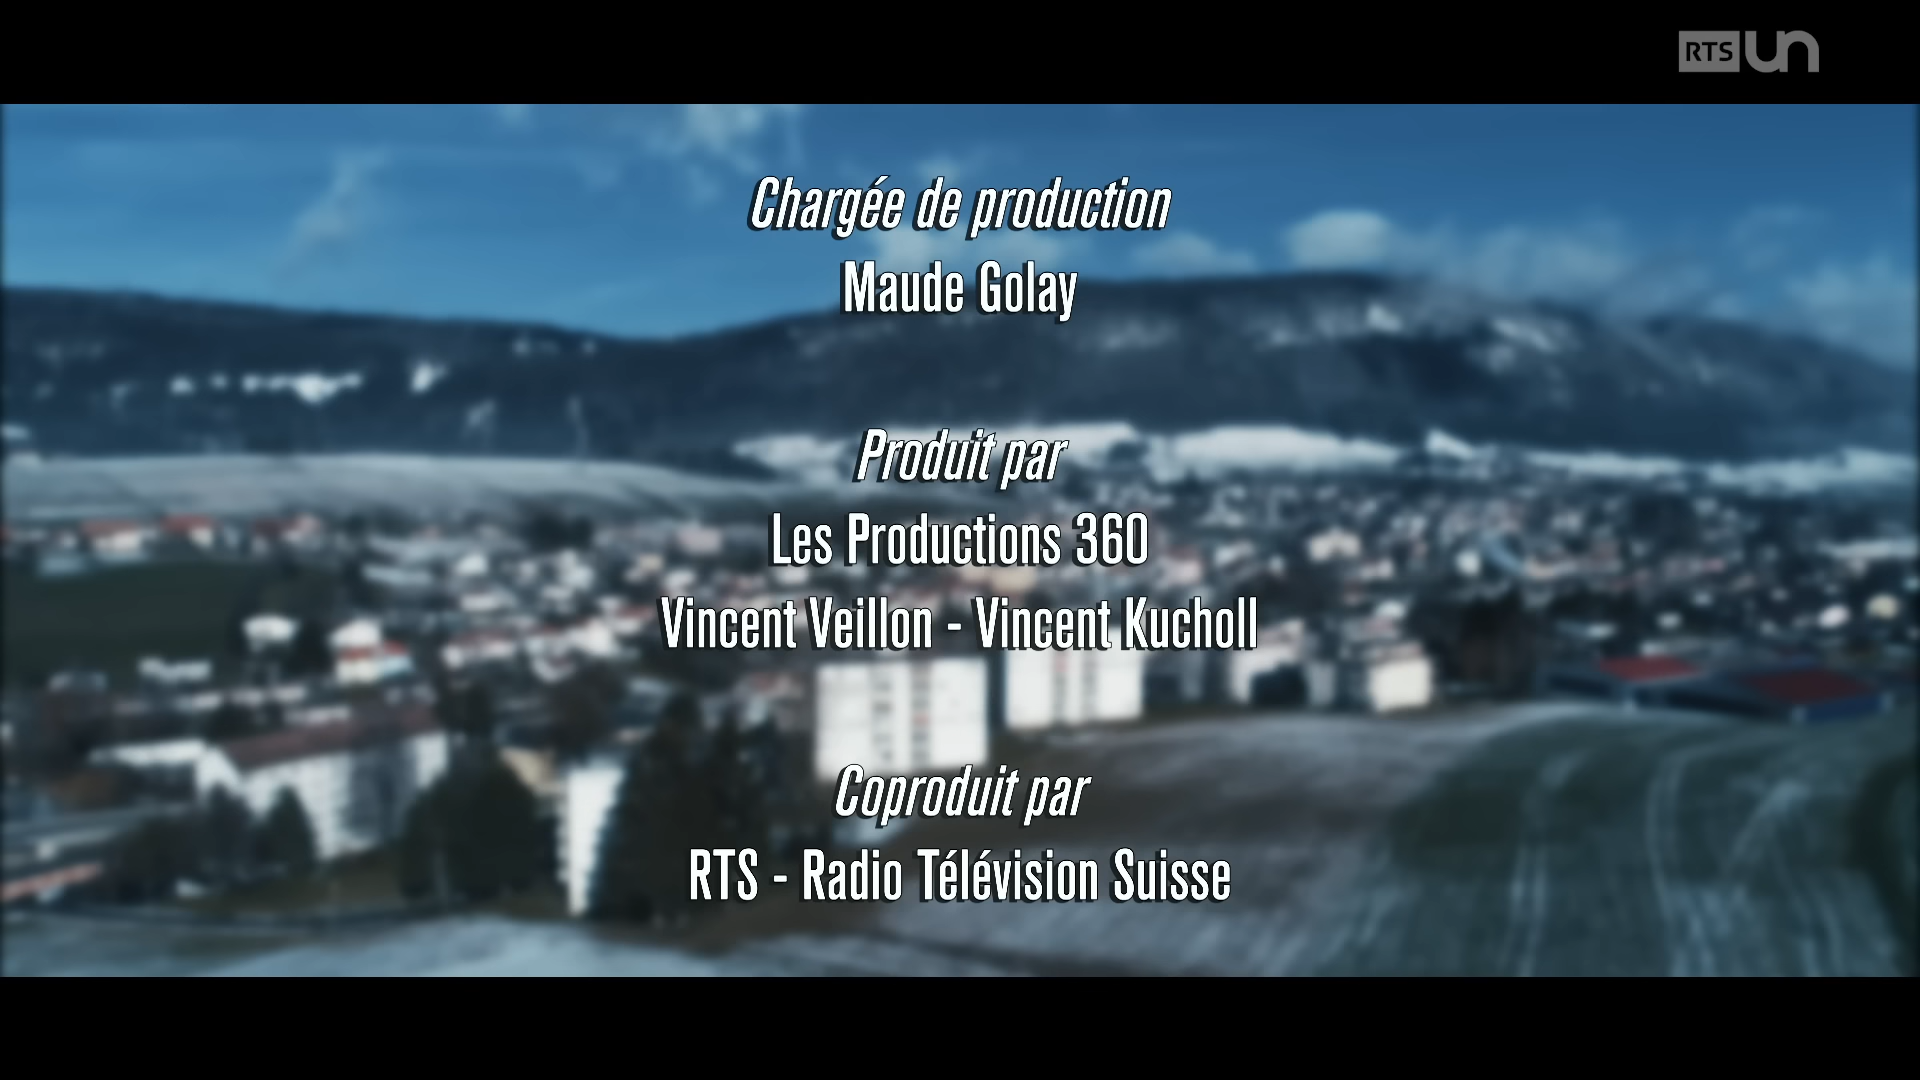 RTS un
Chargée de production
Maude Golay
Produit par
Les Productions 360
Vincent Veillon - Vincent Kucholl
Coproduit par
RTS - Radio Télévision Suisse